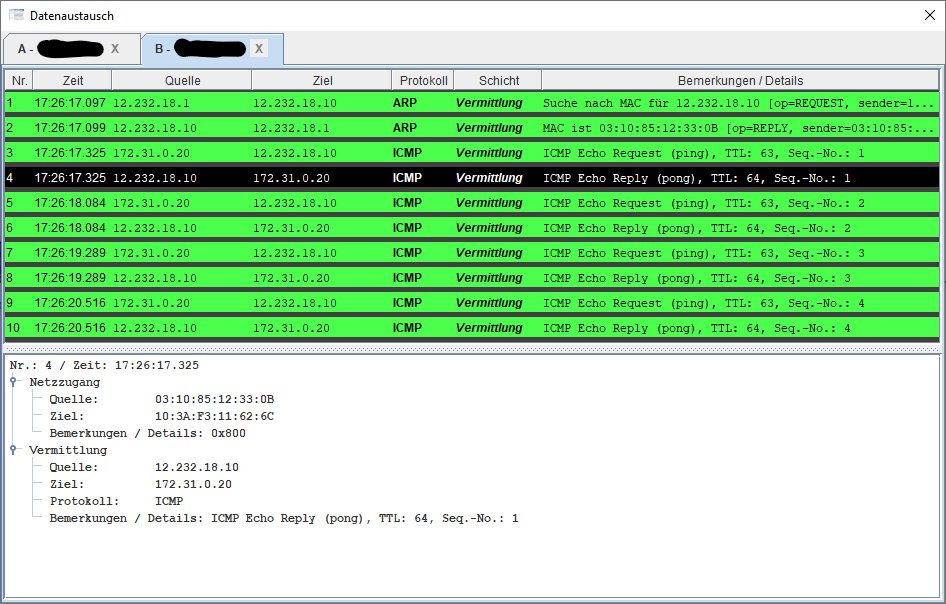 Datenaustausch
A - X B - X
Nr. Zeit Quelle Ziel Protokoll Schicht Bemerkungen / Details
1 17:26:17.097 12.232.18.1 12.232.18.10 ARP Vermittlung Suche nach MAC für 12.232.18.10 [op=REQUEST, sender=1...
2 17:26:17.099 12.232.18.10 12.232.18.1 ARP Vermittlung MAC ist 03:10:85:12:33:0B [op=REPLY, sender=03:10:85:...
3 17:26:17.325 172.31.0.20 12.232.18.10 ICMP Vermittlung ICMP Echo Request (ping), TTL: 63, Seq.-No.: 1
4 17:26:17.325 12.232.18.10 172.31.0.20 ICMP Vermittlung ICMP Echo Reply (pong), TTL: 64, Seq.-No.: 1
5 17:26:18.084 172.31.0.20 12.232.18.10 ICMP Vermittlung ICMP Echo Request (ping), TTL: 63, Seq.-No.: 2
6 17:26:18.084 12.232.18.10 172.31.0.20 ICMP Vermittlung ICMP Echo Reply (pong), TTL: 64, Seq.-No.: 2
7 17:26:19.289 172.31.0.20 12.232.18.10 ICMP Vermittlung ICMP Echo Request (ping), TTL: 63, Seq.-No.: 3
8 17:26:19.289 12.232.18.10 172.31.0.20 ICMP Vermittlung ICMP Echo Reply (pong), TTL: 64, Seq.-No.: 3
9 17:26:20.516 172.31.0.20 12.232.18.10 ICMP Vermittlung ICMP Echo Request (ping), TTL: 63, Seq.-No.: 4
10 17:26:20.516 12.232.18.10 172.31.0.20 ICMP Vermittlung ICMP Echo Reply (pong), TTL: 64, Seq.-No.: 4
Nr.: 4 / Zeit: 17:26:17.325
Netzzugang
Quelle: 03:10:85:12:33:0B
Ziel: 10:3A:F3:11:62:6C
Bemerkungen / Details: 0x800
Vermittlung
Quelle: 12.232.18.10
Ziel: 172.31.0.20
Protokoll: ICMP
Bemerkungen / Details: ICMP Echo Reply (pong), TTL: 64, Seq.-No.: 1